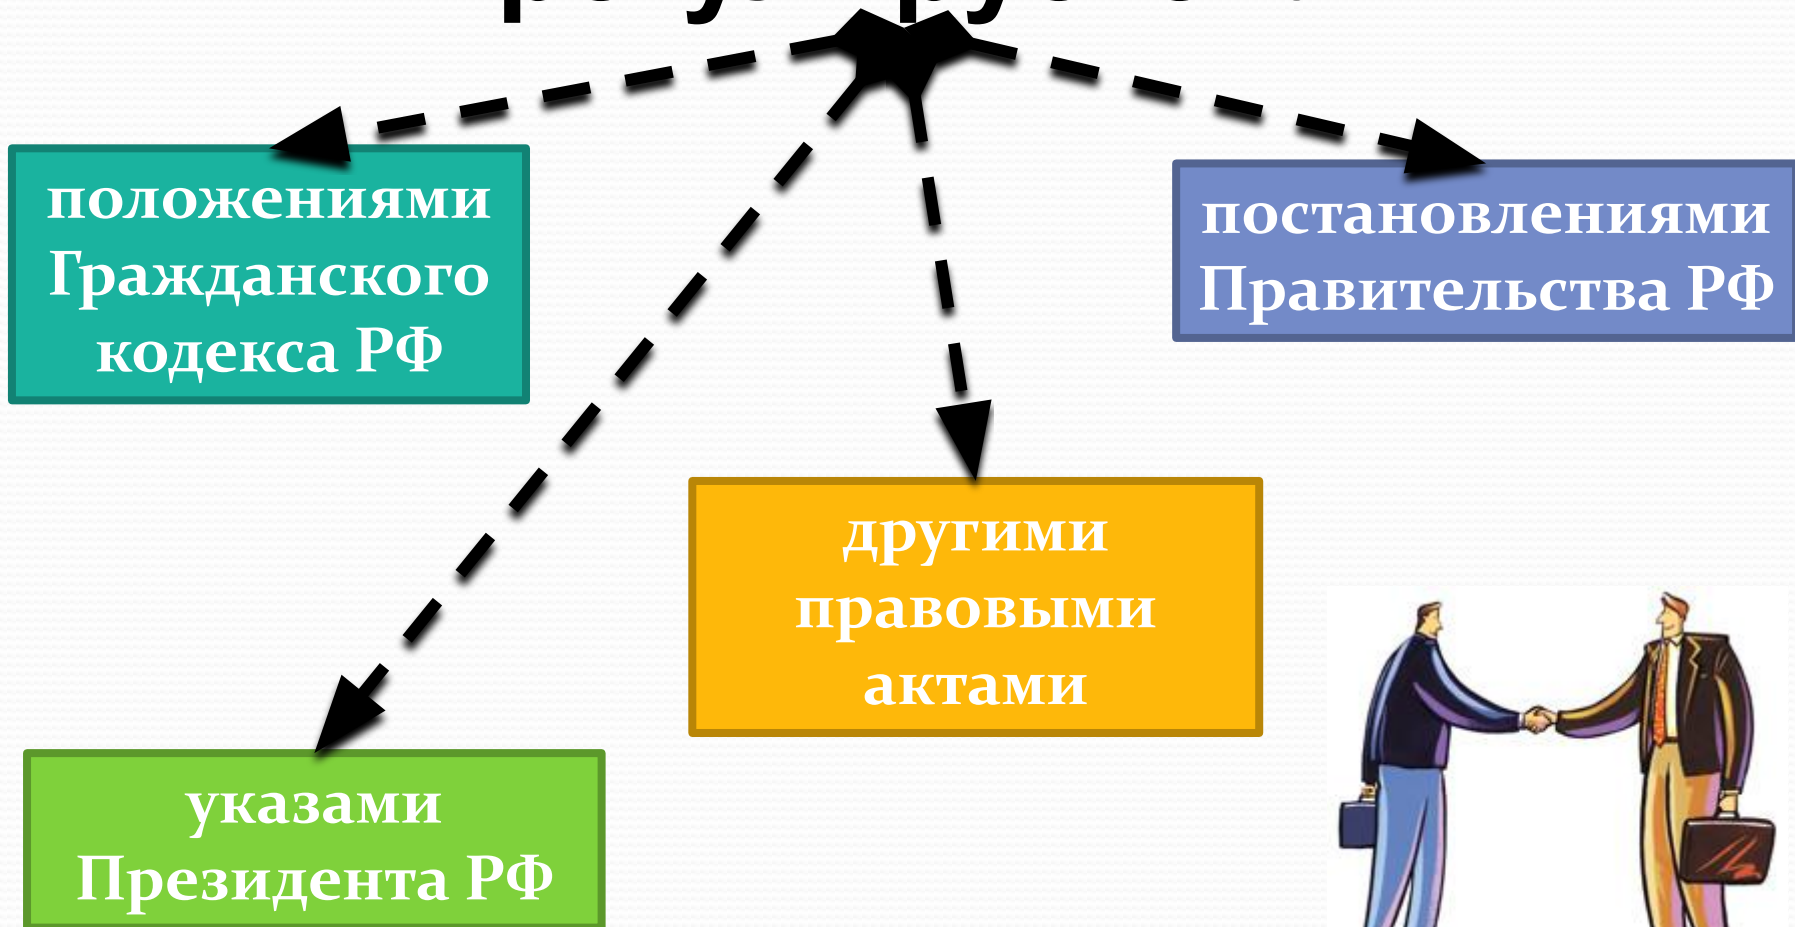 положениями
Гражданского
кодекса РФ
постановлениями
Правительства РФ
другими
правовыми
актами
указами
Президента РФ